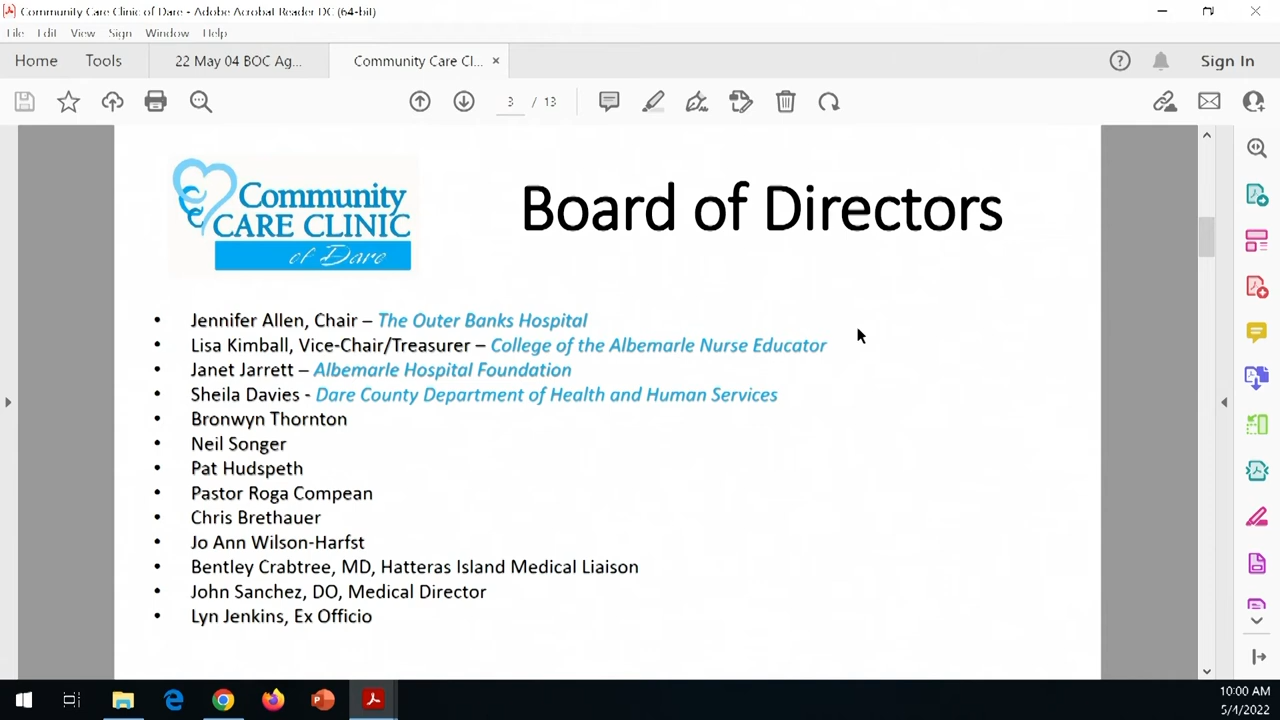 Community Care Clinic of Dare - Adobe Acrobat Reader DC (64-bit)
File Edit View Sign Window Help
Home Tools 22 May 04 BOC Ag... Community Care Cl... × Sign In
3 / 13
Community
CARE CLINIC
of Dare
Board of Directors
• Jennifer Allen, Chair – The Outer Banks Hospital
• Lisa Kimball, Vice-Chair/Treasurer – College of the Albemarle Nurse Educator
• Janet Jarrett – Albemarle Hospital Foundation
• Sheila Davies - Dare County Department of Health and Human Services
• Bronwyn Thornton
• Neil Songer
• Pat Hudspeth
• Pastor Roga Compean
• Chris Brethauer
• Jo Ann Wilson-Harfst
• Bentley Crabtree, MD, Hatteras Island Medical Liaison
• John Sanchez, DO, Medical Director
• Lyn Jenkins, Ex Officio
10:00 AM
5/4/2022